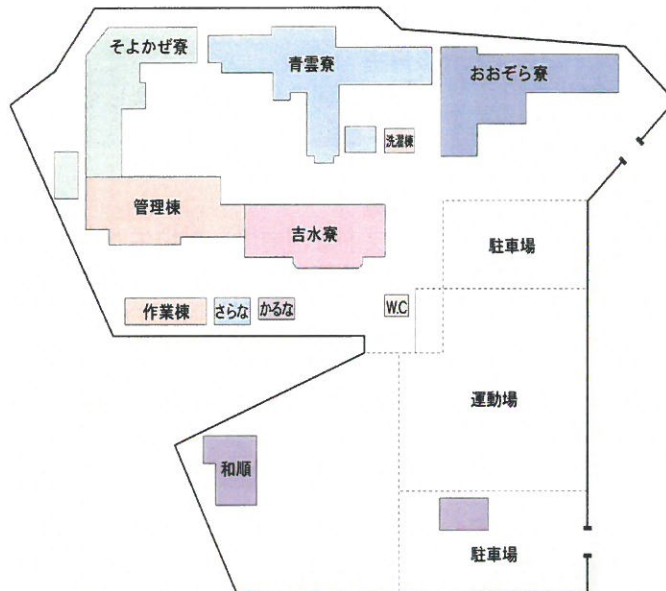 そよかぜ寮
青雲寮
おおぞら寮
洗濯棟
管理棟
吉水寮
駐車場
作業棟
さらな
かるな
W.C
運動場
和順
駐車場